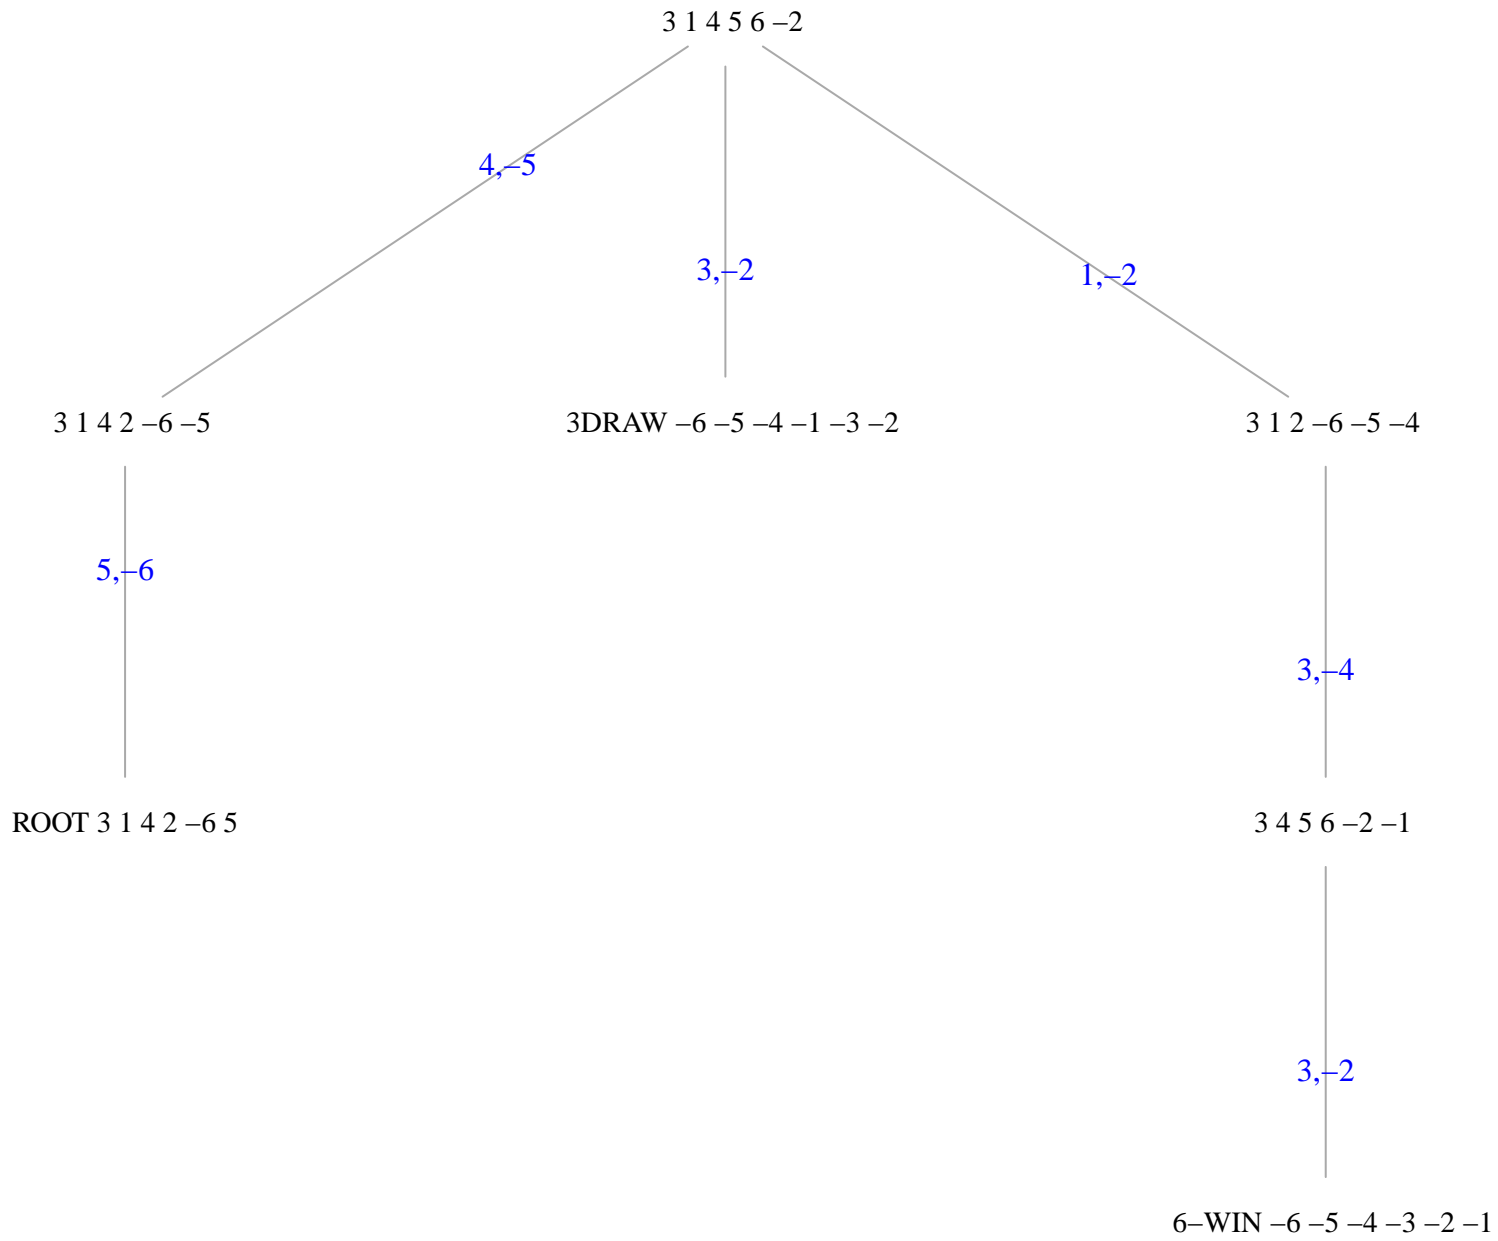 3 1 4 5 6 –2
4,–5
3,–2
1,–2
3 1 4 2 –6 –5
3DRAW –6 –5 –4 –1 –3 –2
3 1 2 –6 –5 –4
5,–6
3,–4
ROOT 3 1 4 2 –6 5
3 4 5 6 –2 –1
3,–2
6–WIN –6 –5 –4 –3 –2 –1